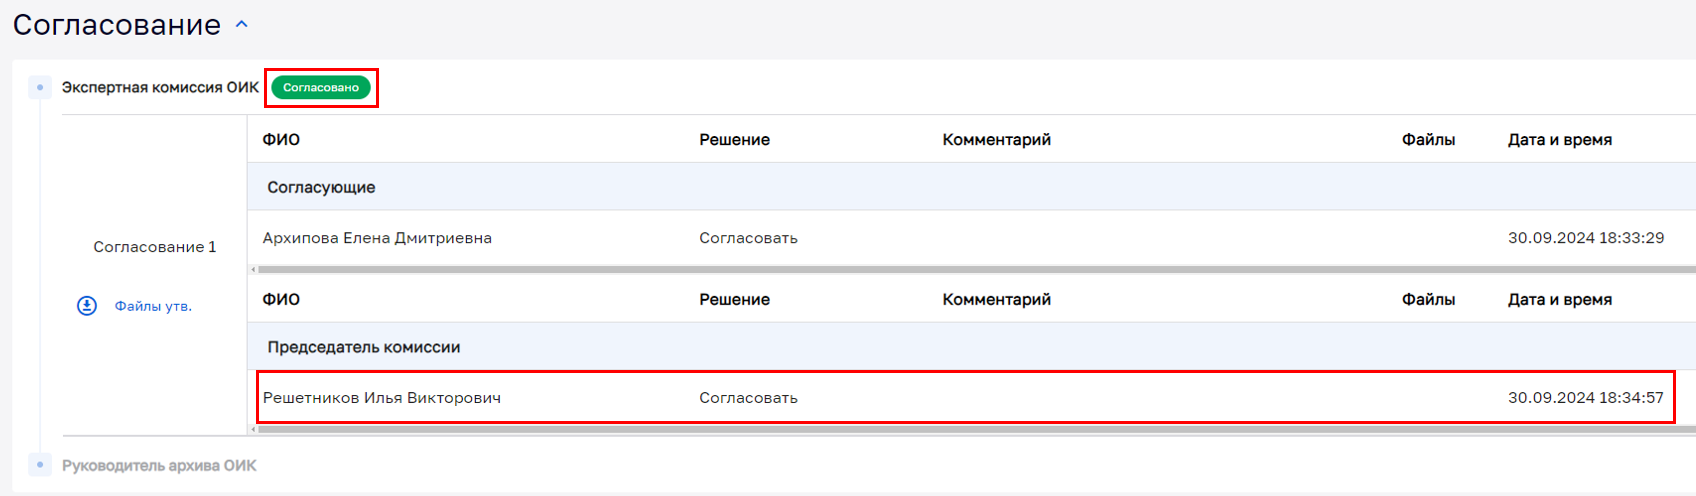 Согласование
Экспертная комиссия ОИК Согласовано
ФИО Решение Комментарий Файлы Дата и время
Согласующие
Архипова Елена Дмитриевна Согласовать 30.09.2024 18:33:29
Согласование 1
Файлы утв.
ФИО Решение Комментарий Файлы Дата и время
Председатель комиссии
Решетников Илья Викторович Согласовать 30.09.2024 18:34:57
Руководитель архива ОИК